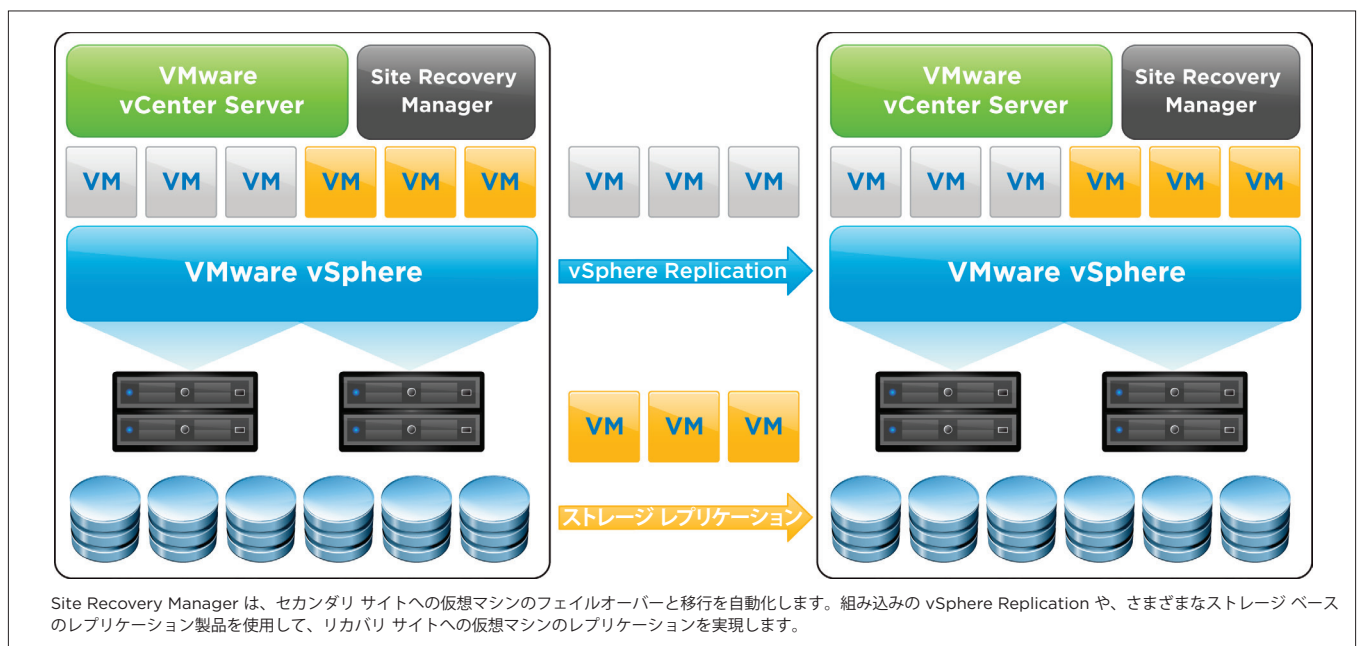 VMware
vCenter Server
Site Recovery
Manager
VMware
vCenter Server
Site Recovery
Manager
VM VM VM VM VM VM
VM VM VM
VM VM VM VM VM VM
VMware vSphere
vSphere Replication
VMware vSphere
VM VM VM
ストレージ レプリケーション
Site Recovery Manager は、セカンダリ サイトへの仮想マシンのフェイルオーバーと移行を自動化します。組み込みの vSphere Replication や、さまざまなストレージ ベース
のレプリケーション製品を使用して、リカバリ サイトへの仮想マシンのレプリケーションを実現します。